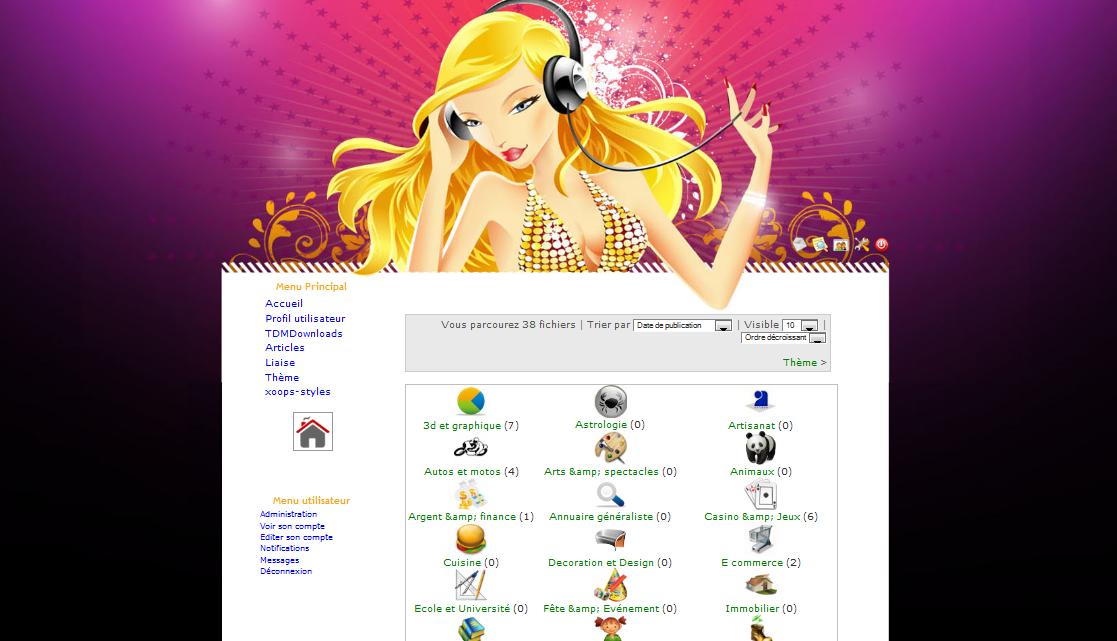 Menu Principal
Accueil
Profil utilisateur
TDMDownloads
Articles
Liaise
Thème
xoops-styles
Menu utilisateur
Administration
Voir son compte
Editer son compte
Notifications
Messages
Déconnexion
Vous parcourez 38 fichiers | Trier par Date de publication | Visible 10 |
Ordre décroissant
Thème >
3d et graphique (7) Astrologie (0) Artisanat (0)
Autos et motos (4) Arts &amp; spectacles (0) Animaux (0)
Argent &amp; finance (1) Annuaire généraliste (0) Casino &amp; Jeux (6)
Cuisine (0) Decoration et Design (0) E commerce (2)
Ecole et Université (0) Fête &amp; Evénement (0) Immobilier (0)